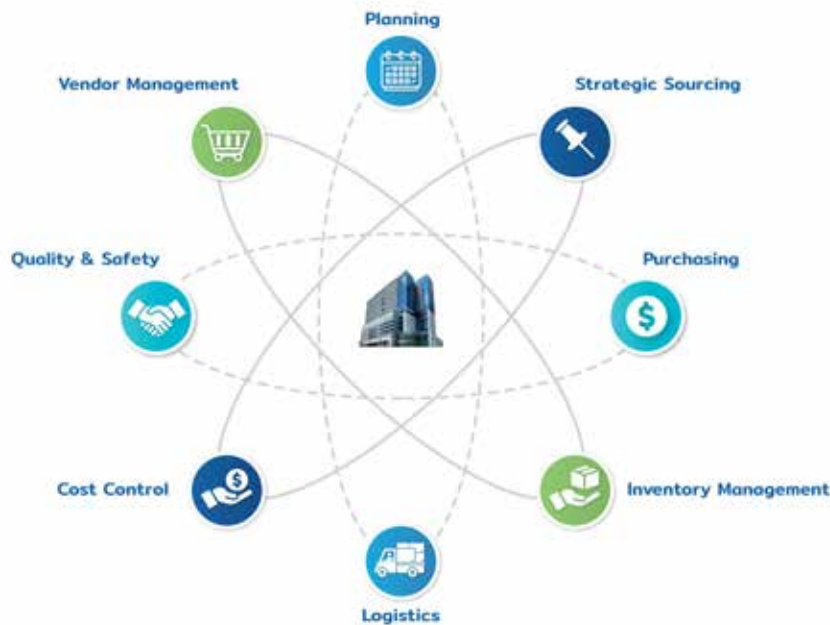 Planning
Vendor Management
Strategic Sourcing
Quality & Safety
Purchasing
$
Cost Control
$
Inventory Management
Logistics